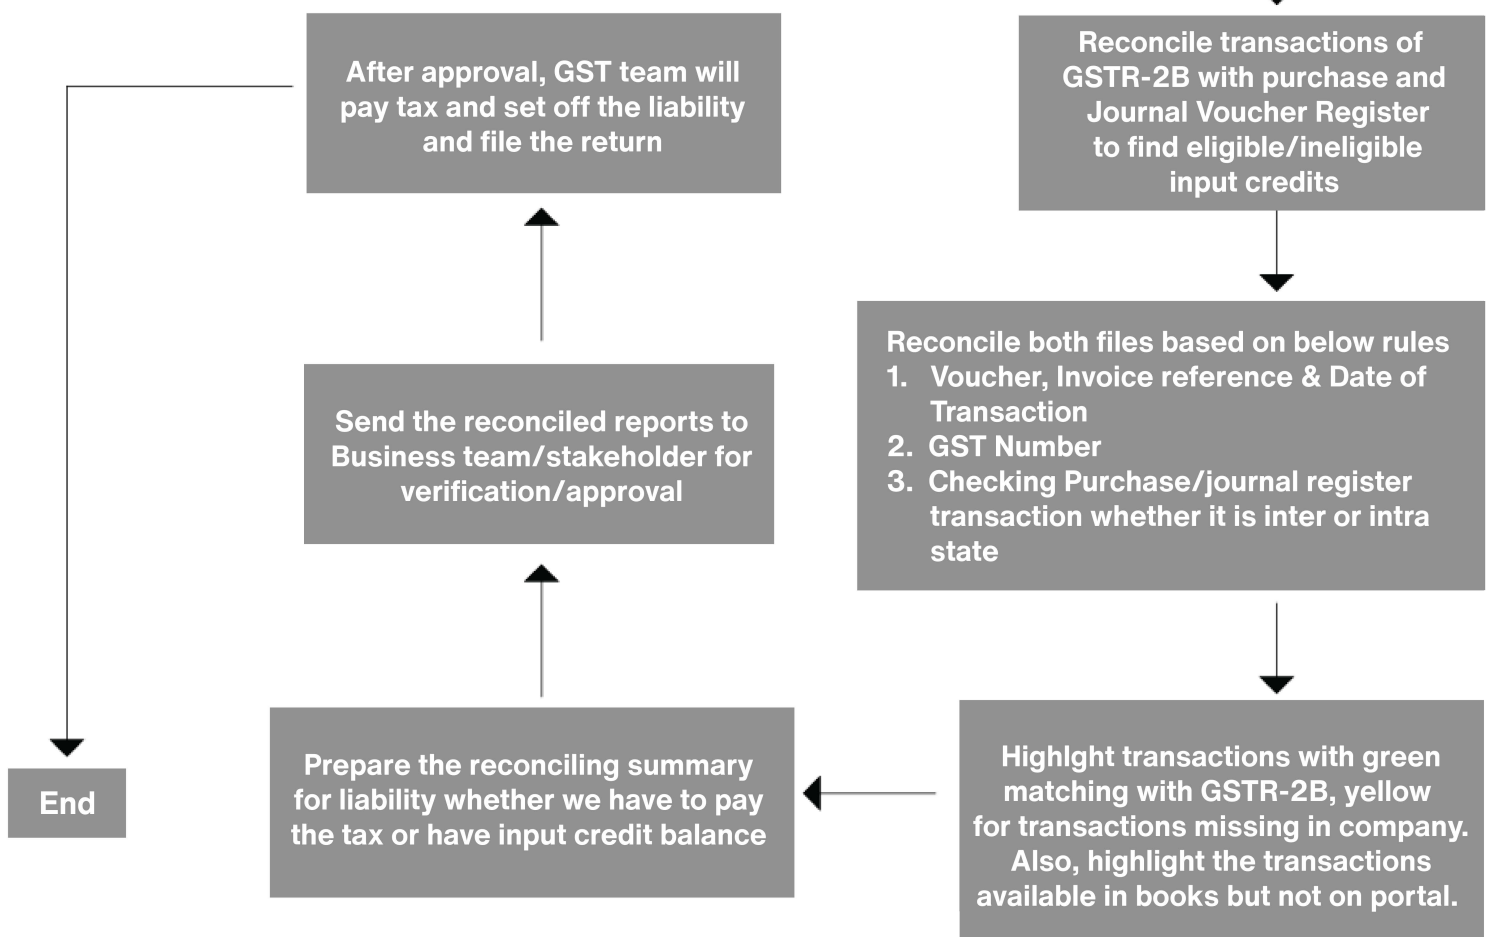 Reconcile transactions of
GSTR-2B with purchase and
Journal Voucher Register
to find eligible/ineligible
input credits
Reconcile both files based on below rules
1. Voucher, Invoice reference & Date of
Transaction
2. GST Number
3. Checking Purchase/journal register
transaction whether it is inter or intra
state
Highlght transactions with green
matching with GSTR-2B, yellow
for transactions missing in company.
Also, highlight the transactions
available in books but not on portal.
Prepare the reconciling summary
for liability whether we have to pay
the tax or have input credit balance
Send the reconciled reports to
Business team/stakeholder for
verification/approval
After approval, GST team will
pay tax and set off the liability
and file the return
End